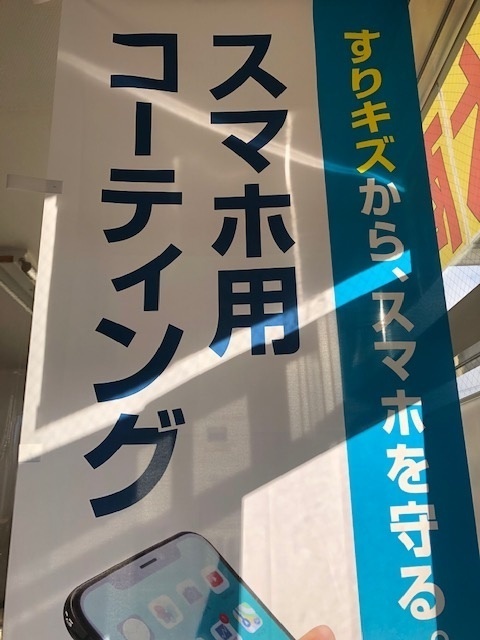 すりキズから、スマホを守る。
スマホ用
コーティング